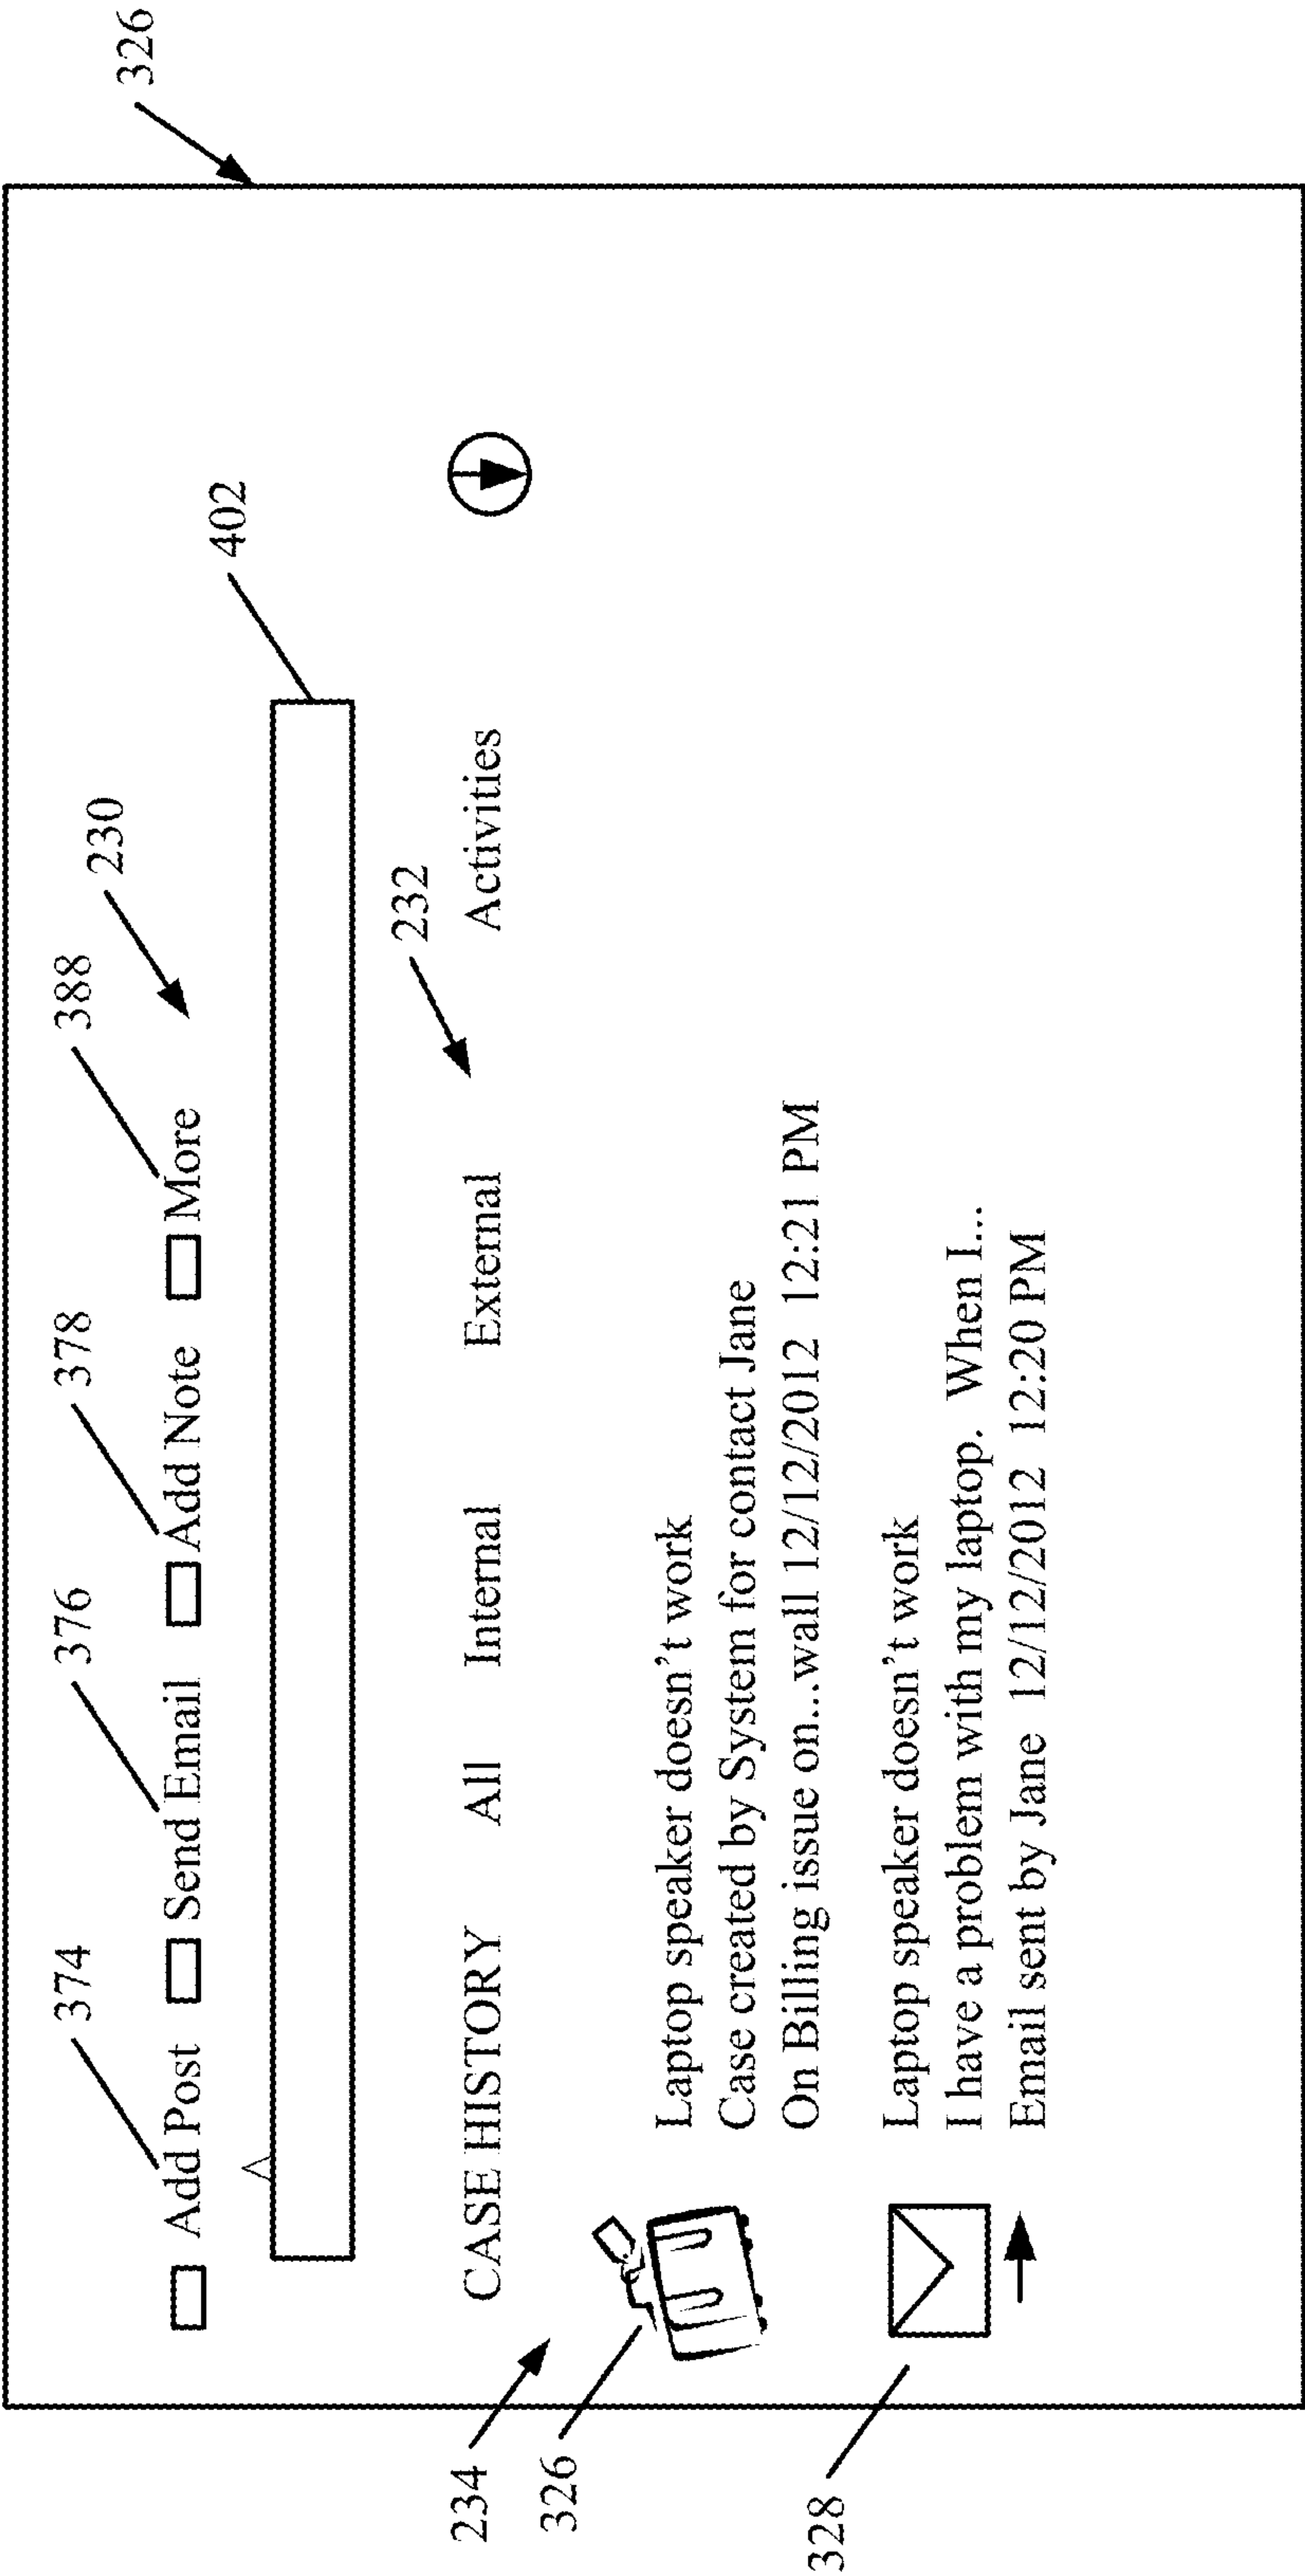 326
374 376 378 388
Add Post Send Email Add Note More
230
402
232
CASE HISTORY All Internal External Activities
234
326
Laptop speaker doesn't work
Case created by System for contact Jane
On Billing issue on...wall 12/12/2012 12:21 PM
328
Laptop speaker doesn't work
I have a problem with my laptop. When I...
Email sent by Jane 12/12/2012 12:20 PM